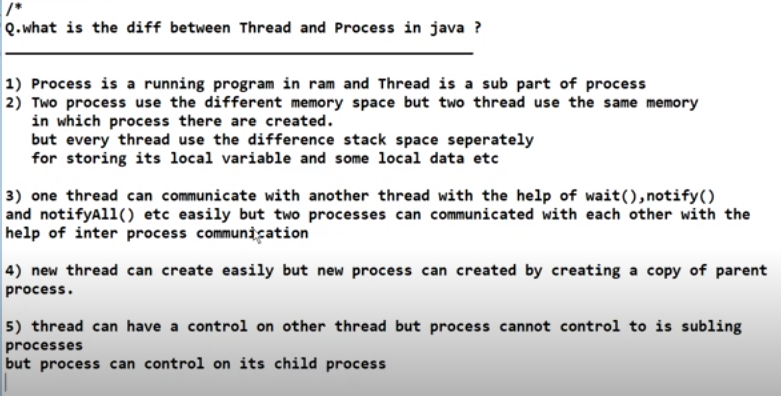 /*
Q.what is the diff between Thread and Process in java ?
1) Process is a running program in ram and Thread is a sub part of process
2) Two process use the different memory space but two thread use the same memory
in which process there are created.
but every thread use the difference stack space seperately
for storing its local variable and some local data etc
3) one thread can communicate with another thread with the help of wait(),notify()
and notifyAll() etc easily but two processes can communicated with each other with the
help of inter process communication
4) new thread can create easily but new process can created by creating a copy of parent
process.
5) thread can have a control on other thread but process cannot control to is subling
processes
but process can control on its child process